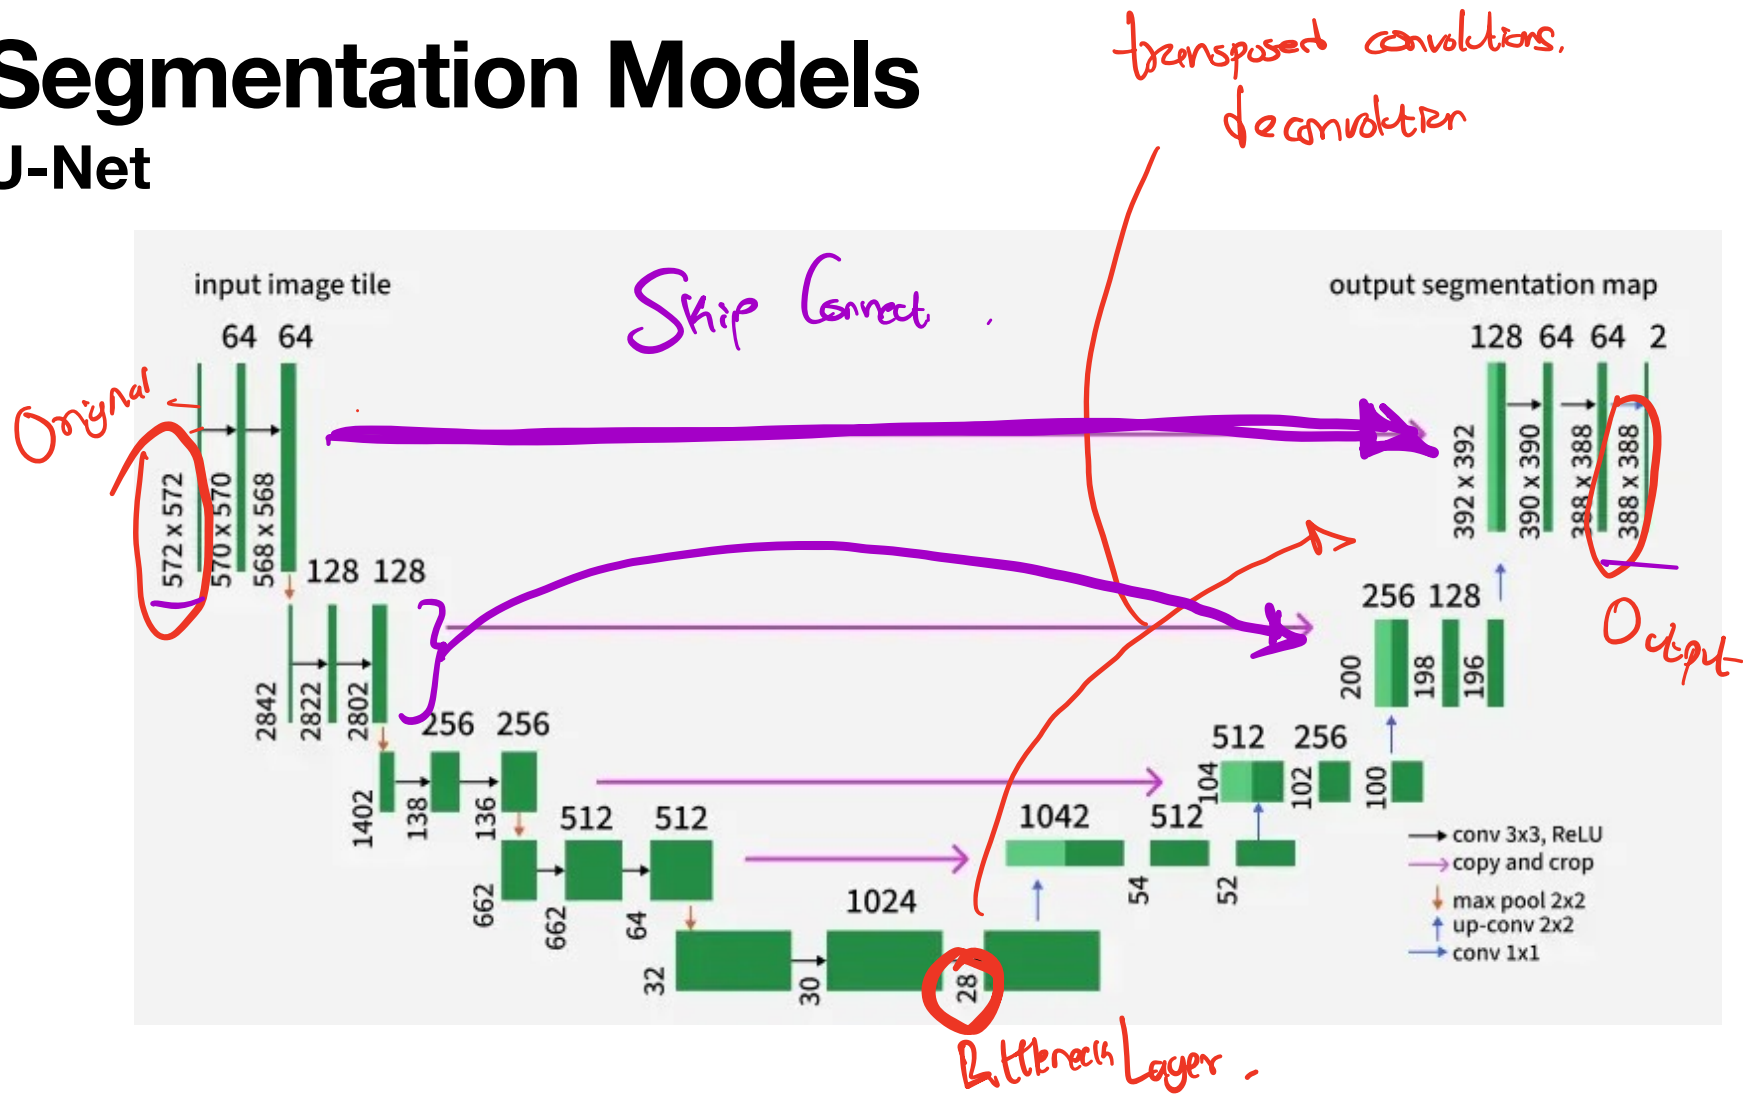 Segmentation Models
U-Net
transposed convolutions.
deconvolution
input image tile
Skip Connect.
output segmentation map
64 64
128 64 64 2
Original
572 x 572
570 x 570
568 x 568
392 x 392
390 x 390
388 x 388
388 x 388
128 128
256 128
Output
2842
2822
2802
200
198
196
256 256
512 256
1402
138
136
104
102
100
512 512
1042 512
662
662
64
54
52
1024
32
30
28
conv 3x3, ReLU
copy and crop
max pool 2x2
up-conv 2x2
conv 1x1
Bottleneck Layer.